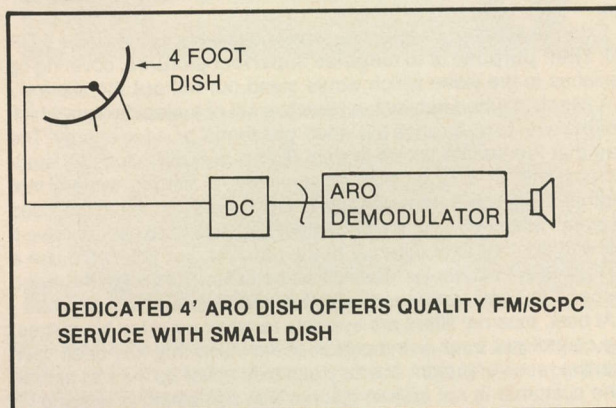 4 FOOT
DISH
DC
ARO
DEMODULATOR
DEDICATED 4' ARO DISH OFFERS QUALITY FM/SCPC
SERVICE WITH SMALL DISH